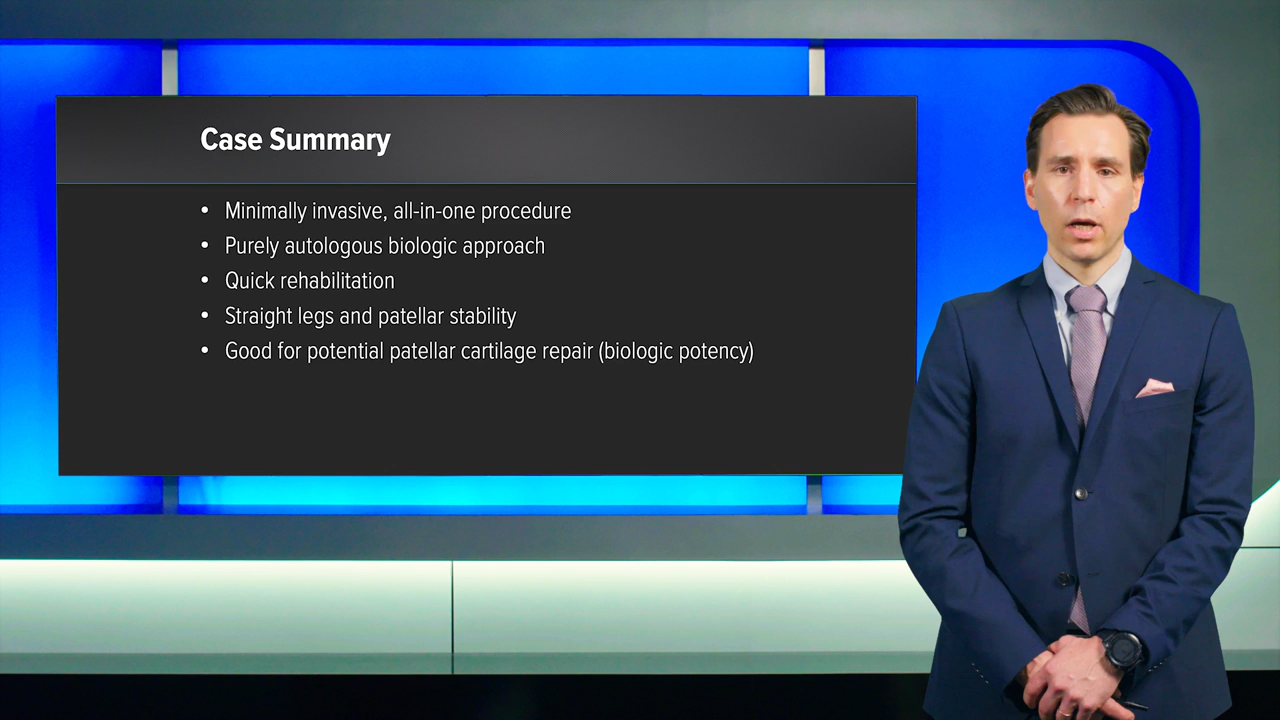 Case Summary
• Minimally invasive, all-in-one procedure
• Purely autologous biologic approach
• Quick rehabilitation
• Straight legs and patellar stability
• Good for potential patellar cartilage repair (biologic potency)